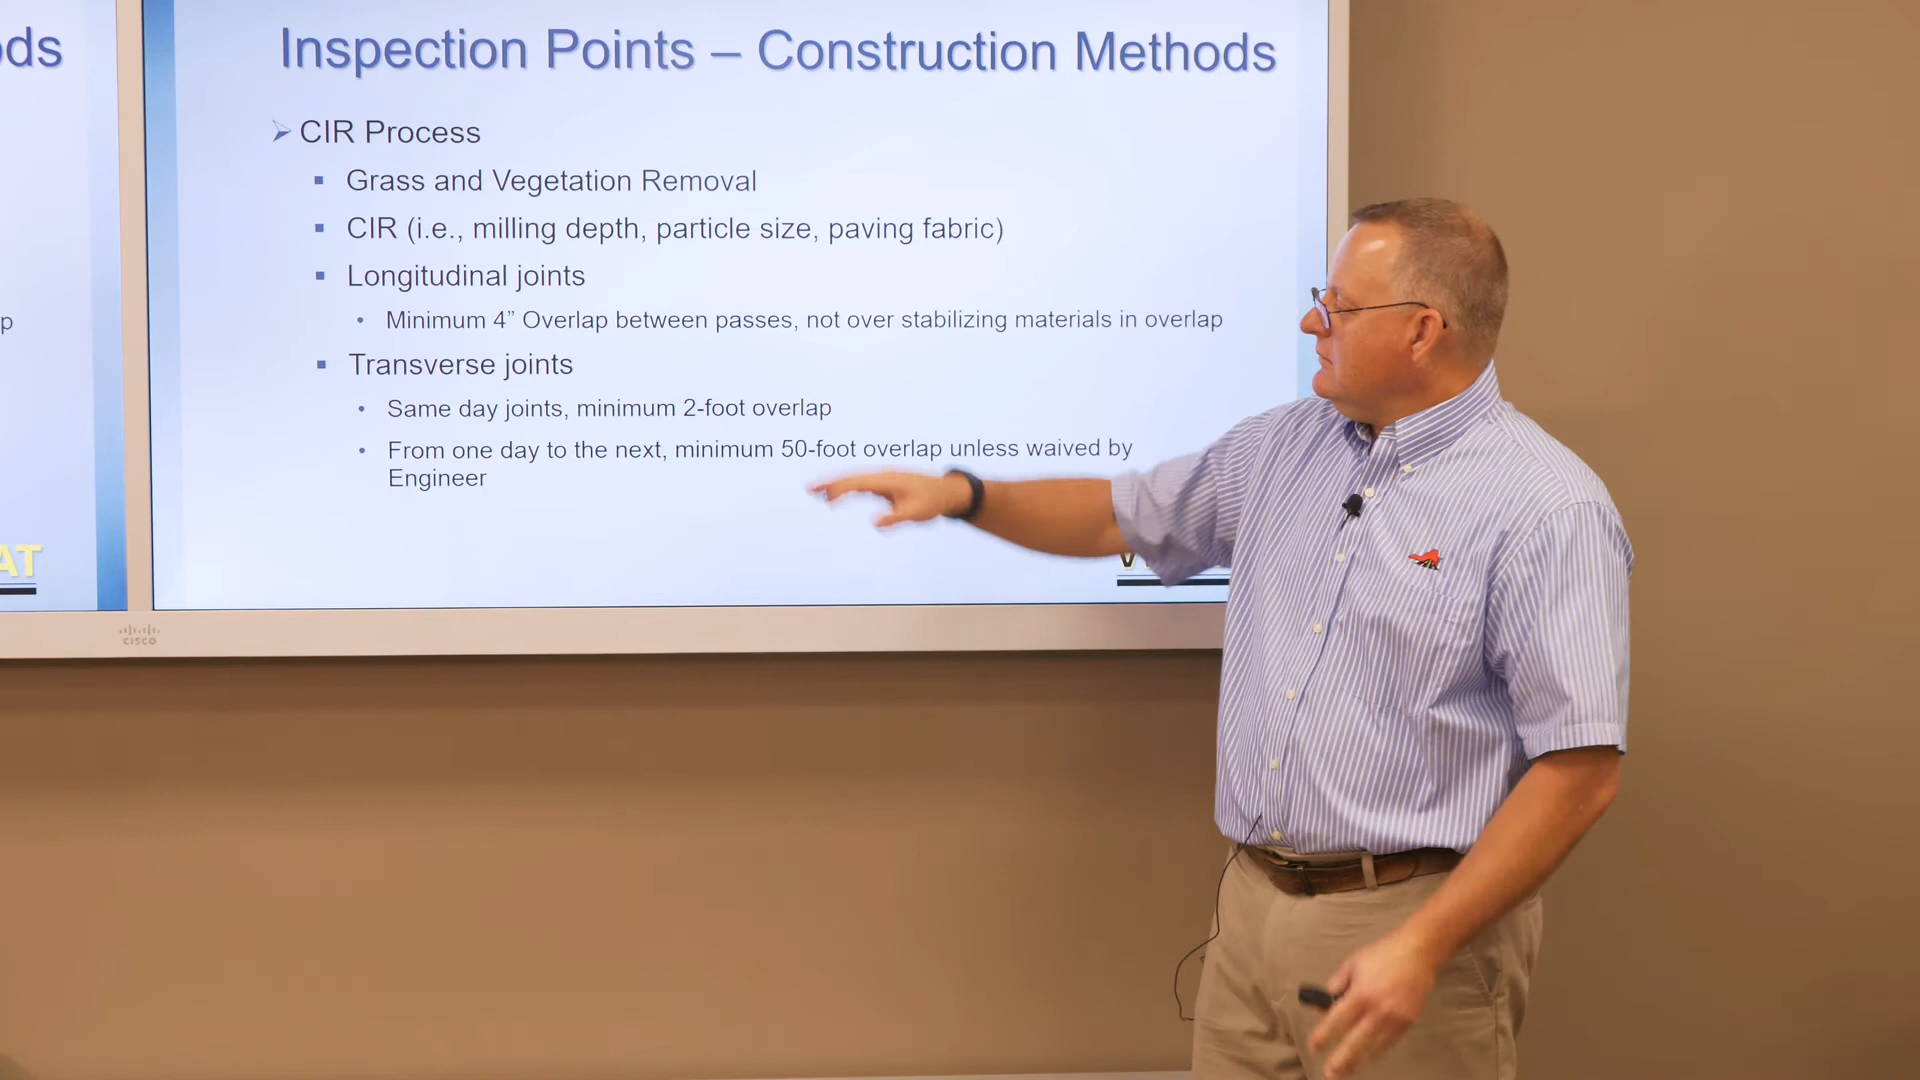 ods
p
AT
Inspection Points – Construction Methods
CIR Process
Grass and Vegetation Removal
CIR (i.e., milling depth, particle size, paving fabric)
Longitudinal joints
Minimum 4” Overlap between passes, not over stabilizing materials in overlap
Transverse joints
Same day joints, minimum 2-foot overlap
From one day to the next, minimum 50-foot overlap unless waived by
Engineer
CISCO